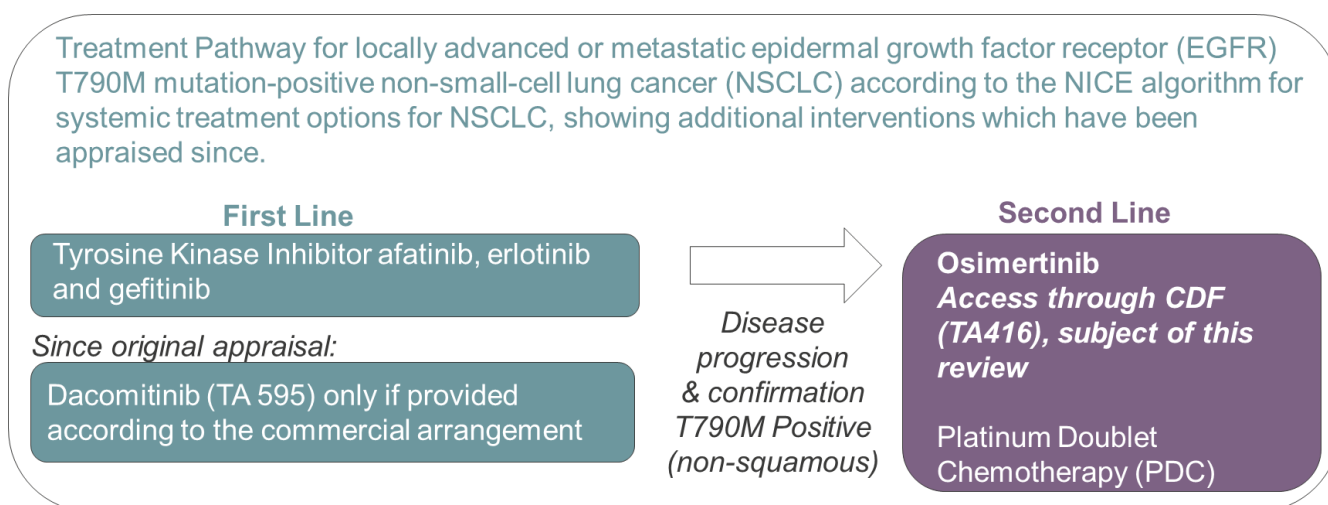 Treatment Pathway for locally advanced or metastatic epidermal growth factor receptor (EGFR)
T790M mutation-positive non-small-cell lung cancer (NSCLC) according to the NICE algorithm for
systemic treatment options for NSCLC, showing additional interventions which have been
appraised since.
First Line
Tyrosine Kinase Inhibitor afatinib, erlotinib
and gefitinib
Since original appraisal:
Dacomitinib (TA 595) only if provided
according to the commercial arrangement
Disease
progression
& confirmation
T790M Positive
(non-squamous)
Second Line
Osimertinib
Access through CDF
(TA416), subject of this
review
Platinum Doublet
Chemotherapy (PDC)